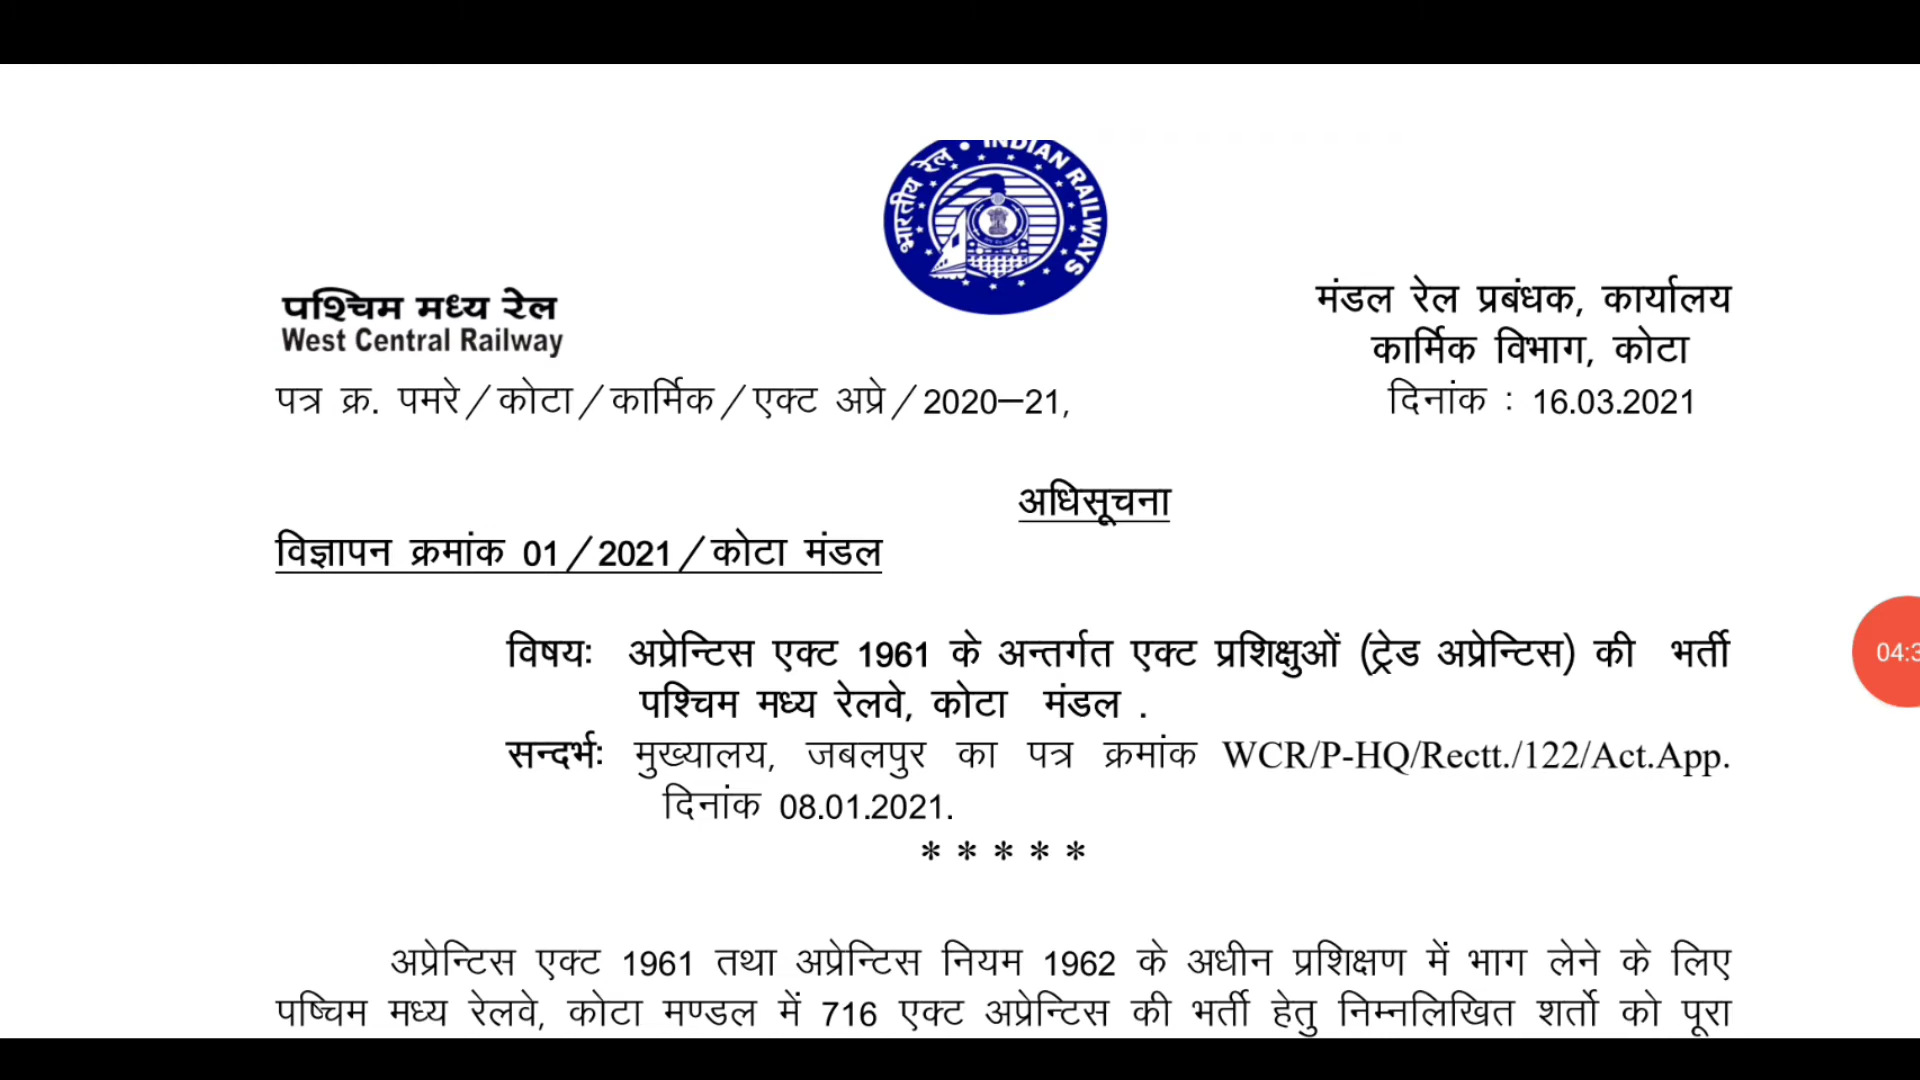 भारतीय रेल • INDIAN RAILWAYS
पश्चिम मध्य रेल
West Central Railway
मंडल रेल प्रबंधक, कार्यालय
कार्मिक विभाग, कोटा
पत्र क्र. पमरे/कोटा/कार्मिक/एक्ट अप्रे/2020–21,
दिनांक : 16.03.2021
अधिसूचना
विज्ञापन क्रमांक 01/2021/कोटा मंडल
विषयः अप्रेन्टिस एक्ट 1961 के अन्तर्गत एक्ट प्रशिक्षुओं (ट्रेड अप्रेन्टिस) की भर्ती
पश्चिम मध्य रेलवे, कोटा मंडल .
सन्दर्भः मुख्यालय, जबलपुर का पत्र क्रमांक WCR/P-HQ/Rectt./122/Act.App.
दिनांक 08.01.2021.
* * * * *
अप्रेन्टिस एक्ट 1961 तथा अप्रेन्टिस नियम 1962 के अधीन प्रशिक्षण में भाग लेने के लिए
पष्चिम मध्य रेलवे, कोटा मण्डल में 716 एक्ट अप्रेन्टिस की भर्ती हेतु निम्नलिखित शर्तो को पूरा